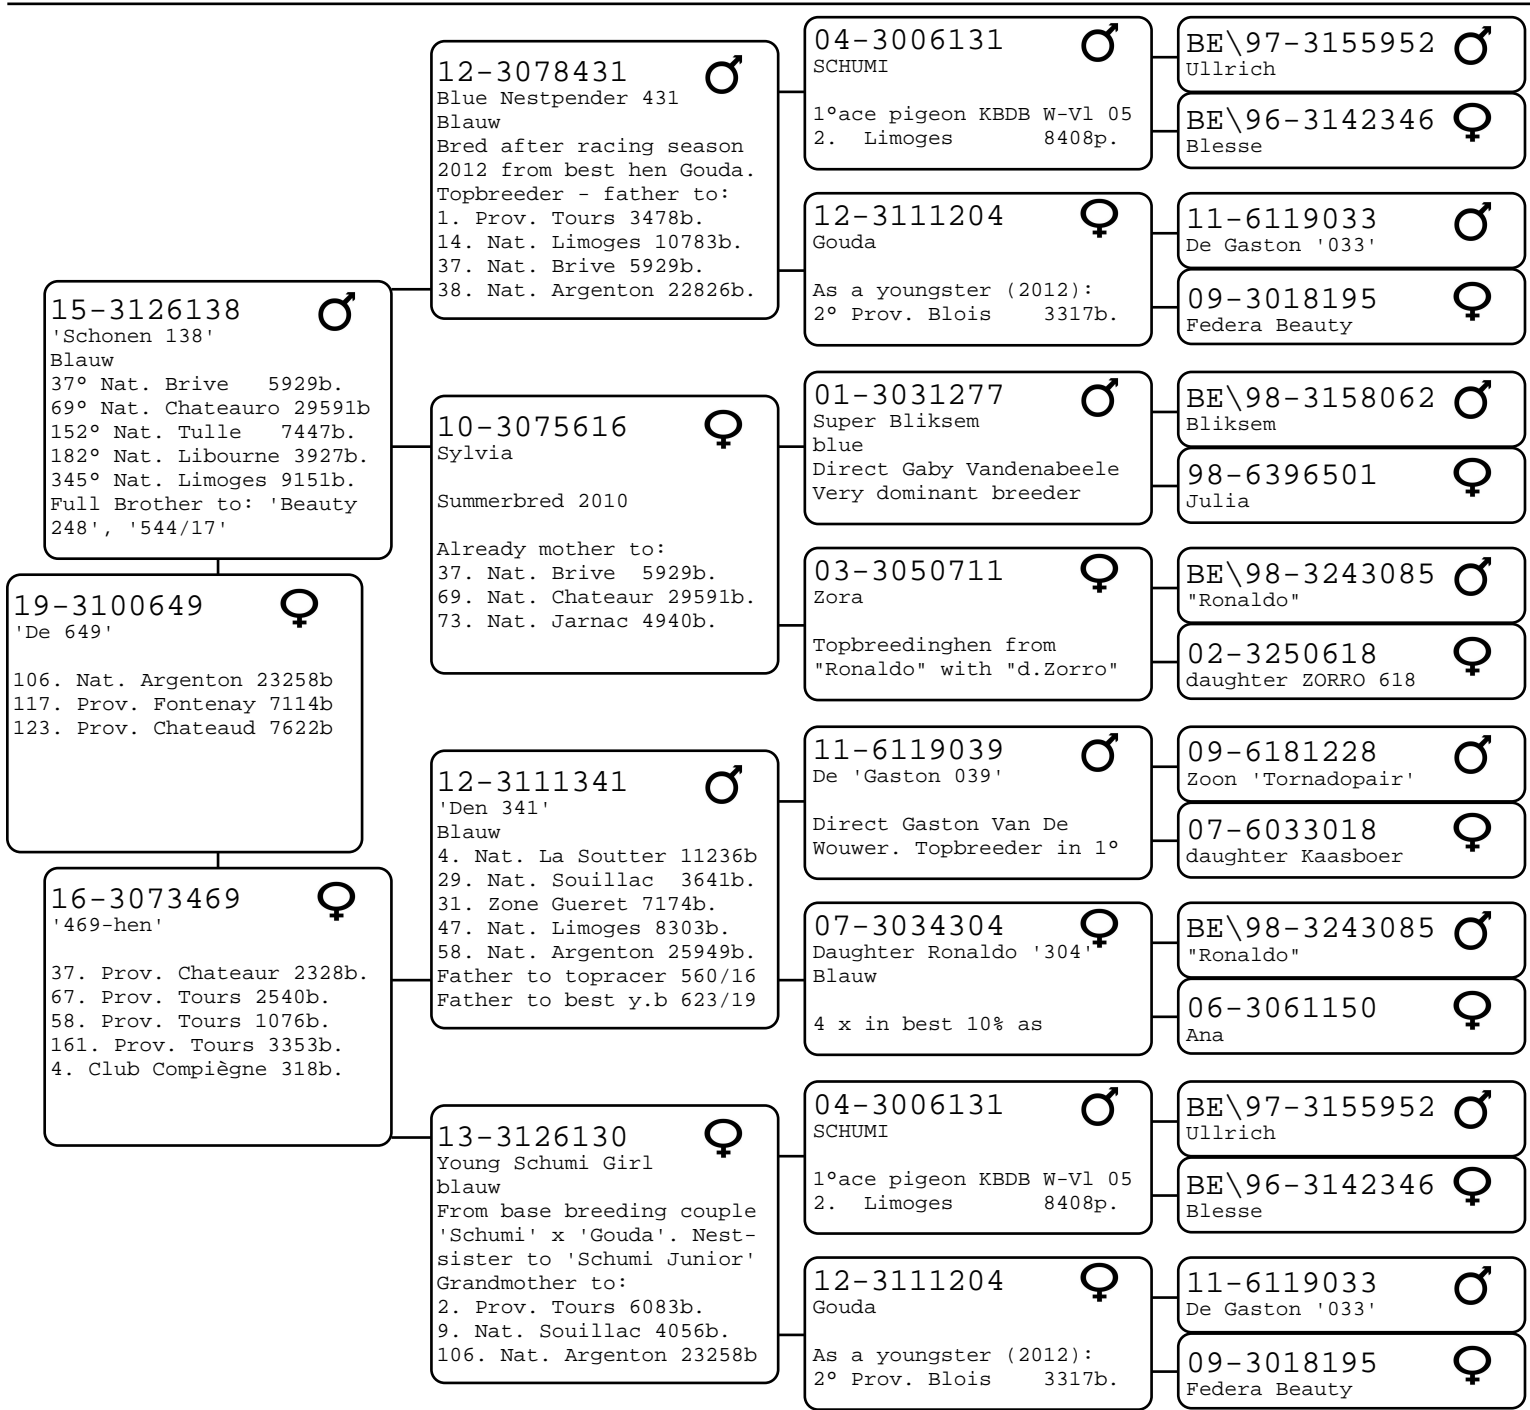 19-3100649
'De 649'
106. Nat. Argenton 23258b
117. Prov. Fontenay 7114b
123. Prov. Chateaud 7622b
15-3126138
'Schonen 138'
Blauw
37° Nat. Brive 5929b.
69° Nat. Chateauro 29591b
152° Nat. Tulle 7447b.
182° Nat. Libourne 3927b.
345° Nat. Limoges 9151b.
Full Brother to: 'Beauty
248', '544/17'
16-3073469
'469-hen'
37. Prov. Chateaur 2328b.
67. Prov. Tours 2540b.
58. Prov. Tours 1076b.
161. Prov. Tours 3353b.
4. Club Compiègne 318b.
12-3078431
Blue Nestpender 431
Blauw
Bred after racing season
2012 from best hen Gouda.
Topbreeder - father to:
1. Prov. Tours 3478b.
14. Nat. Limoges 10783b.
37. Nat. Brive 5929b.
38. Nat. Argenton 22826b.
10-3075616
Sylvia
Summerbred 2010
Already mother to:
37. Nat. Brive 5929b.
69. Nat. Chateaur 29591b.
73. Nat. Jarnac 4940b.
12-3111341
'Den 341'
Blauw
4. Nat. La Soutter 11236b
29. Nat. Souillac 3641b.
31. Zone Gueret 7174b.
47. Nat. Limoges 8303b.
58. Nat. Argenton 25949b.
Father to topracer 560/16
Father to best y.b 623/19
13-3126130
Young Schumi Girl
blauw
From base breeding couple
'Schumi' x 'Gouda'. Nest-
sister to 'Schumi Junior'
Grandmother to:
2. Prov. Tours 6083b.
9. Nat. Souillac 4056b.
106. Nat. Argenton 23258b
04-3006131
SCHUMI
1°ace pigeon KBDB W-Vl 05
2. Limoges 8408p.
12-3111204
Gouda
As a youngster (2012):
2° Prov. Blois 3317b.
01-3031277
Super Bliksem
blue
Direct Gaby Vandenabeele
Very dominant breeder
03-3050711
Zora
Topbreedinghen from
"Ronaldo" with "d.Zorro"
11-6119039
De 'Gaston 039'
Direct Gaston Van De
Wouwer. Topbreeder in 1°
07-3034304
Daughter Ronaldo '304'
Blauw
4 x in best 10% as
04-3006131
SCHUMI
1°ace pigeon KBDB W-Vl 05
2. Limoges 8408p.
12-3111204
Gouda
As a youngster (2012):
2° Prov. Blois 3317b.
BE\97-3155952
Ullrich
BE\96-3142346
Blesse
11-6119033
De Gaston '033'
09-3018195
Federa Beauty
BE\98-3158062
Bliksem
98-6396501
Julia
BE\98-3243085
"Ronaldo"
02-3250618
daughter ZORRO 618
09-6181228
Zoon 'Tornadopair'
07-6033018
daughter Kaasboer
BE\98-3243085
"Ronaldo"
06-3061150
Ana
BE\97-3155952
Ullrich
BE\96-3142346
Blesse
11-6119033
De Gaston '033'
09-3018195
Federa Beauty